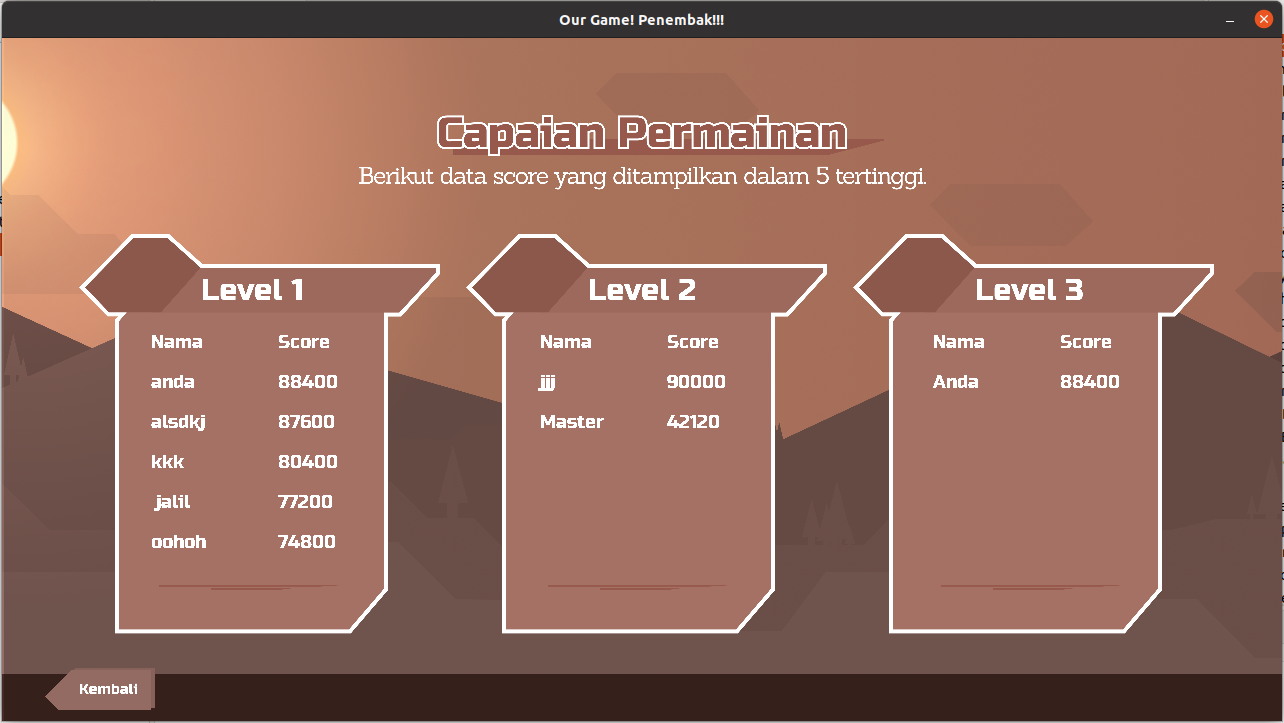 Our Game! Penembak!!!
Capaian Permainan
Berikut data score yang ditampilkan dalam 5 tertinggi.
Level 1
Nama Score
anda 88400
alsdkj 87600
kkk 80400
jalil 77200
oohoh 74800
Level 2
Nama Score
jjj 90000
Master 42120
Level 3
Nama Score
Anda 88400
Kembali